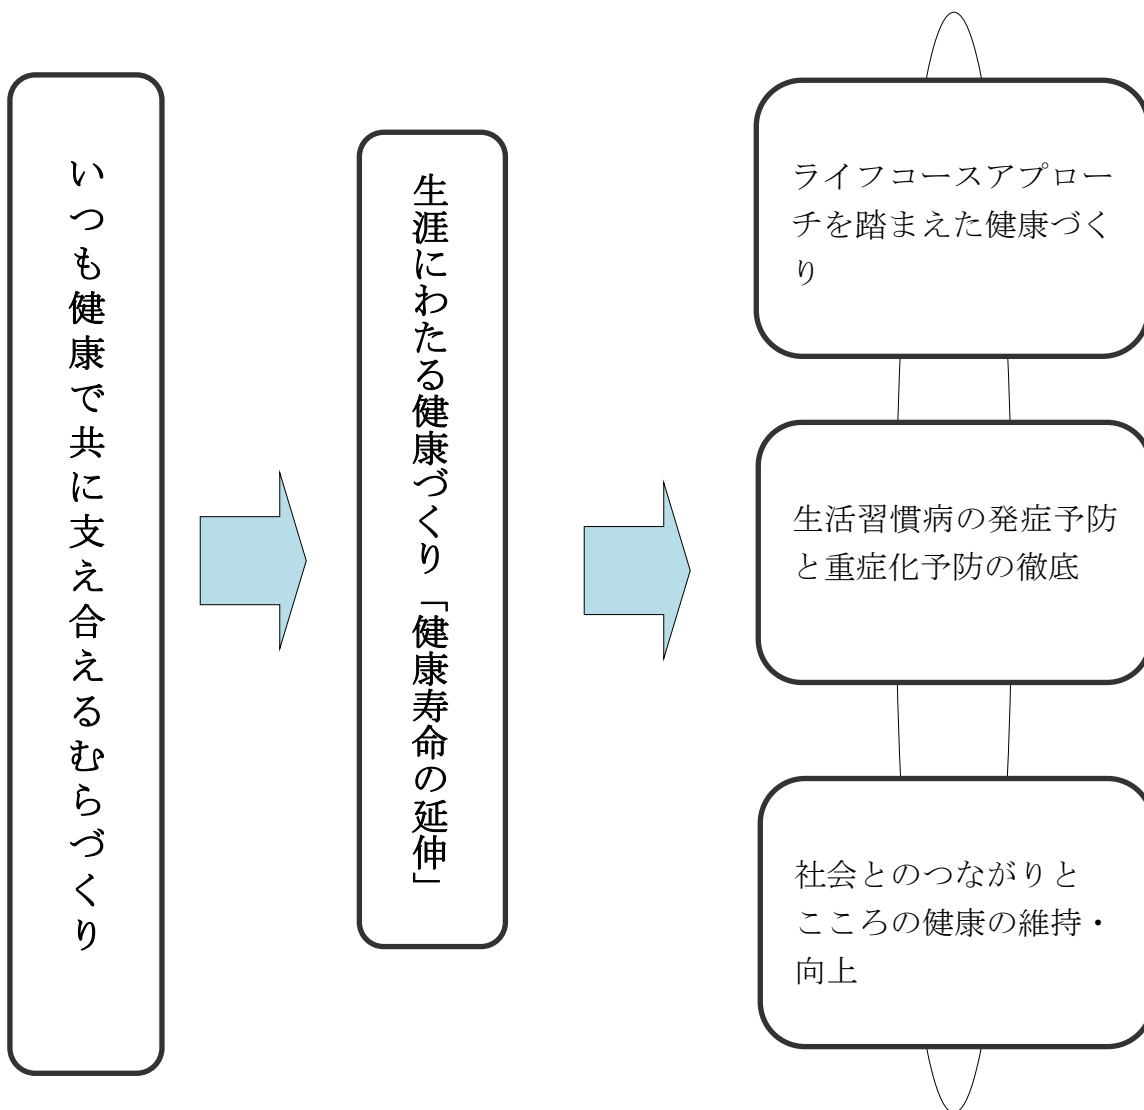 いつも健康で共に支え合えるむらづくり
生涯にわたる健康づくり「健康寿命の延伸」
ライフコースアプロー
チを踏まえた健康づく
り
生活習慣病の発症予防
と重症化予防の徹底
社会とのつながりと
こころの健康の維持・
向上